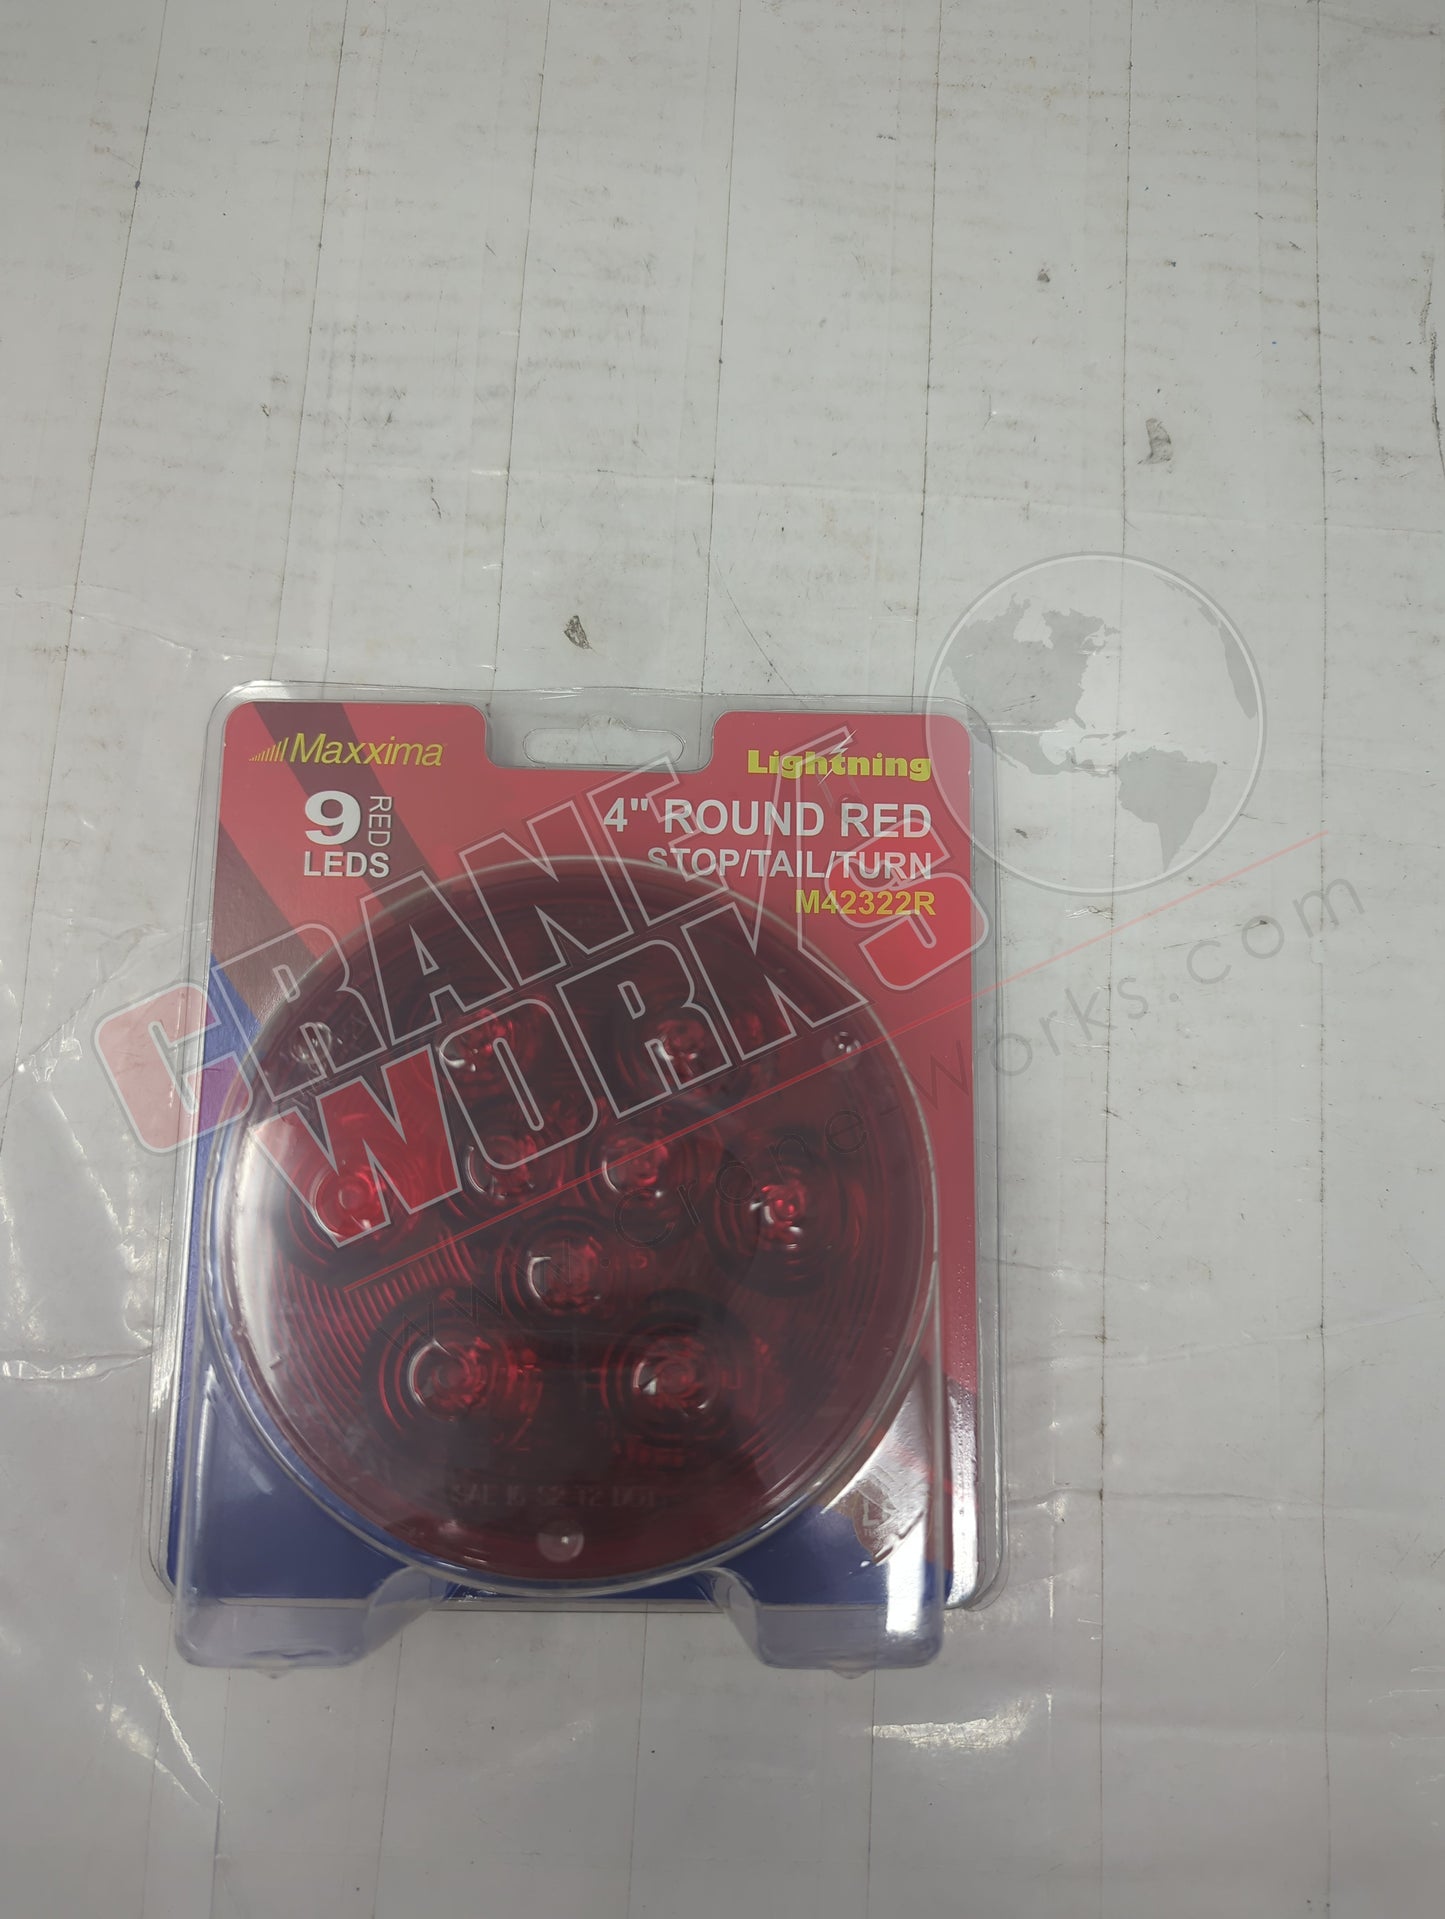 Maxxima
Lightning
9 RED
LEDS
4" ROUND RED
STOP/TAIL/TURN
M42322R
CRANE
WORKS
www.crane-works.com